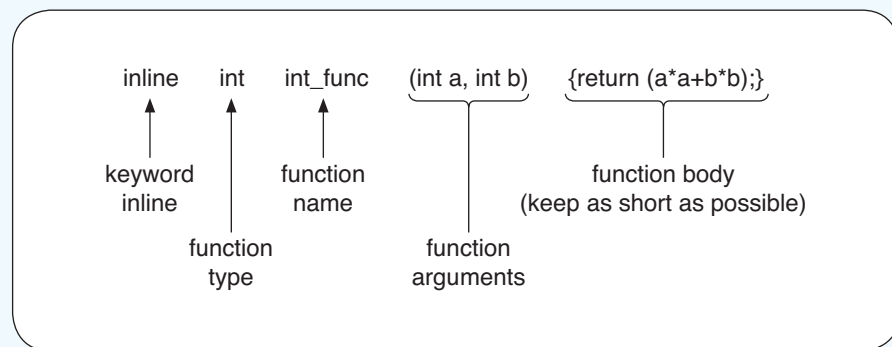 inline int int_func (int a, int b) {return (a*a+b*b);}
keyword function function body
inline name (keep as short as possible)
function function
type arguments